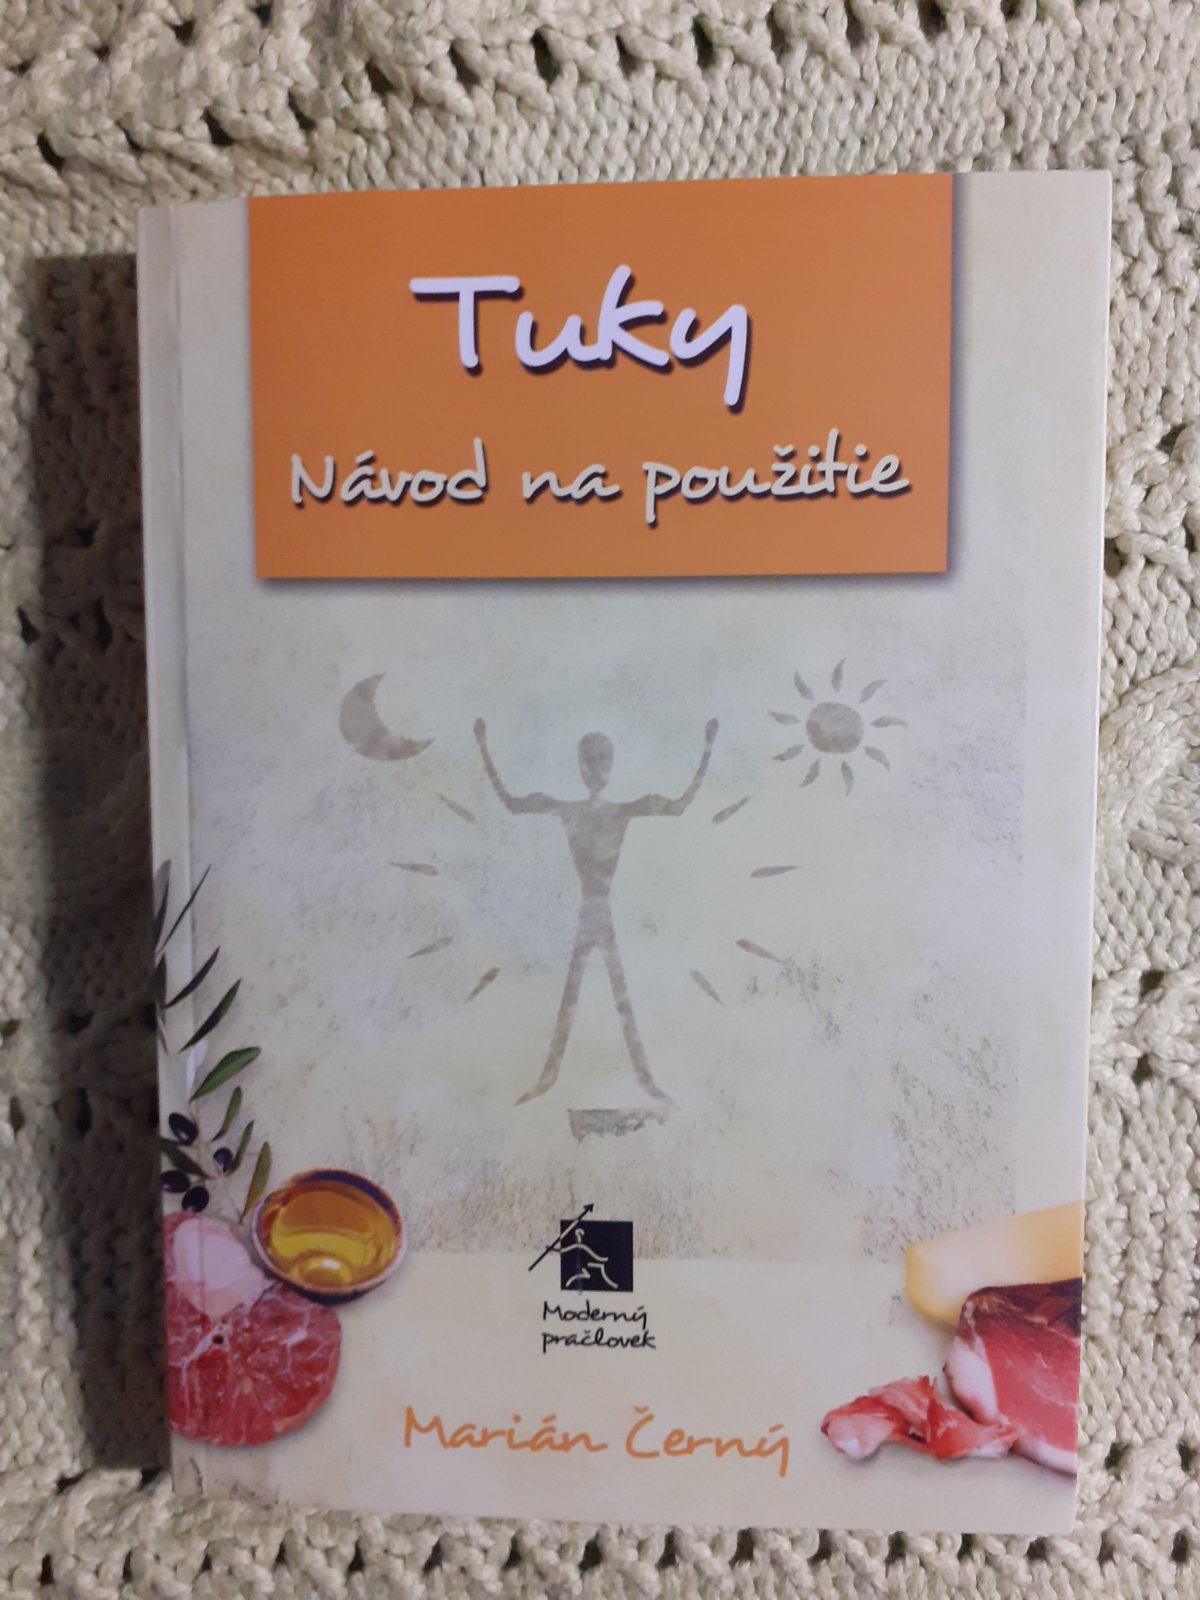 Tuky
Návod na použitie
Moderný
pračlovek
Marián Černý